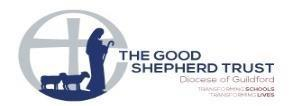 THE GOOD
SHEPHERD TRUST
Diocese of Guildford
TRANSFORMING SCHOOLS
TRANSFORMING LIVES